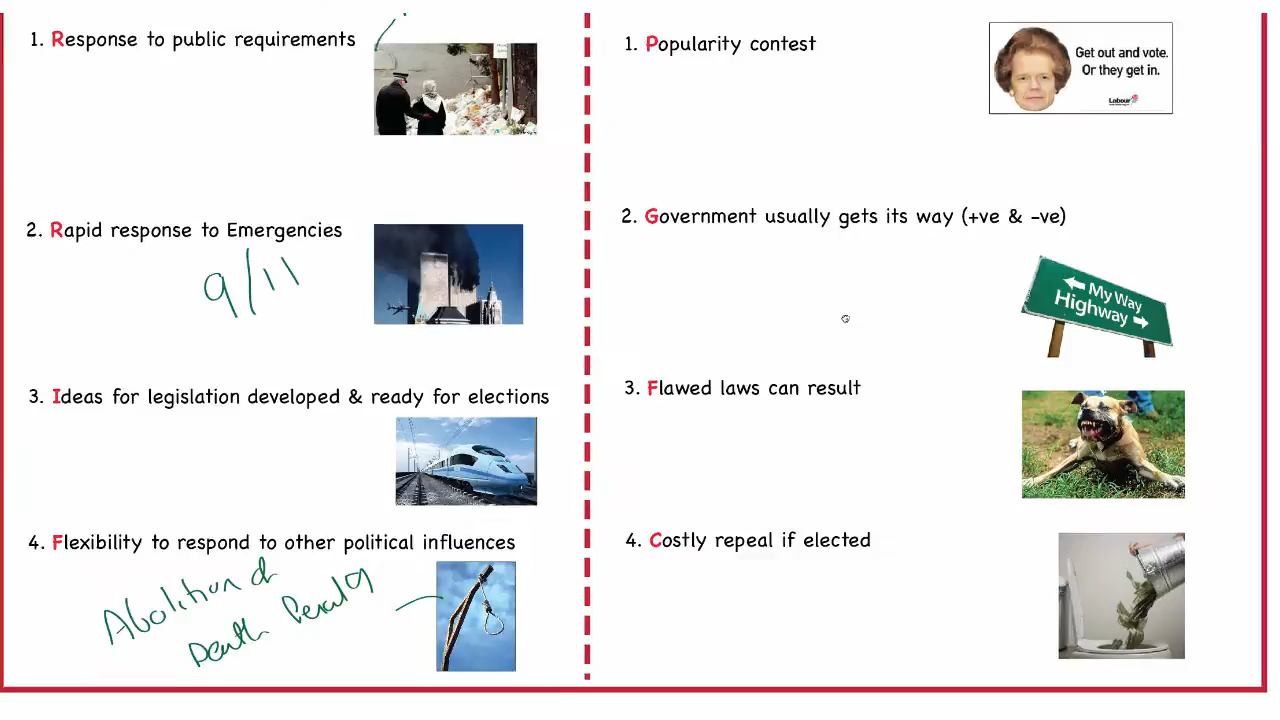 1. Response to public requirements
2. Rapid response to Emergencies
9/11
3. Ideas for legislation developed & ready for elections
4. Flexibility to respond to other political influences
Abolition of
Death Penalty
1. Popularity contest
Get out and vote.
Or they get in.
Labour
2. Government usually gets its way (+ve & -ve)
My Way
Highway
3. Flawed laws can result
4. Costly repeal if elected